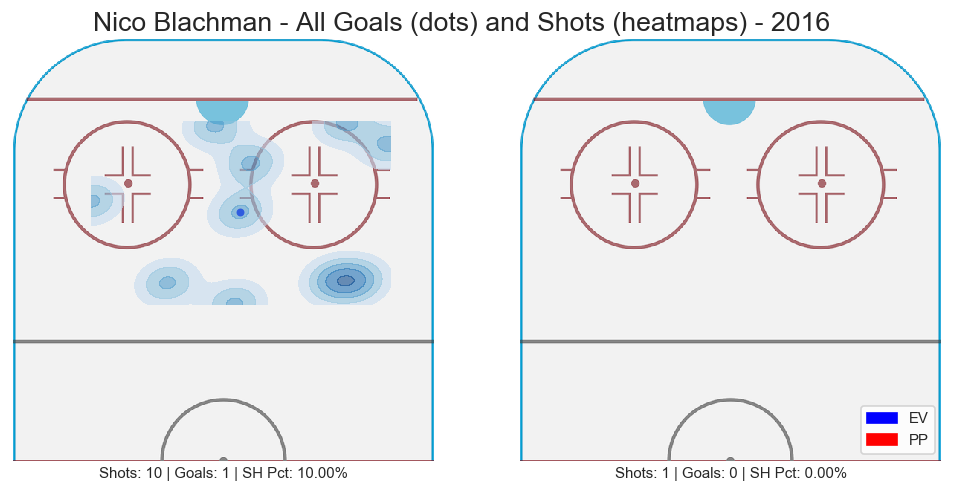 Nico Blachman - All Goals (dots) and Shots (heatmaps) - 2016
EV
PP
Shots: 10 | Goals: 1 | SH Pct: 10.00%
Shots: 1 | Goals: 0 | SH Pct: 0.00%